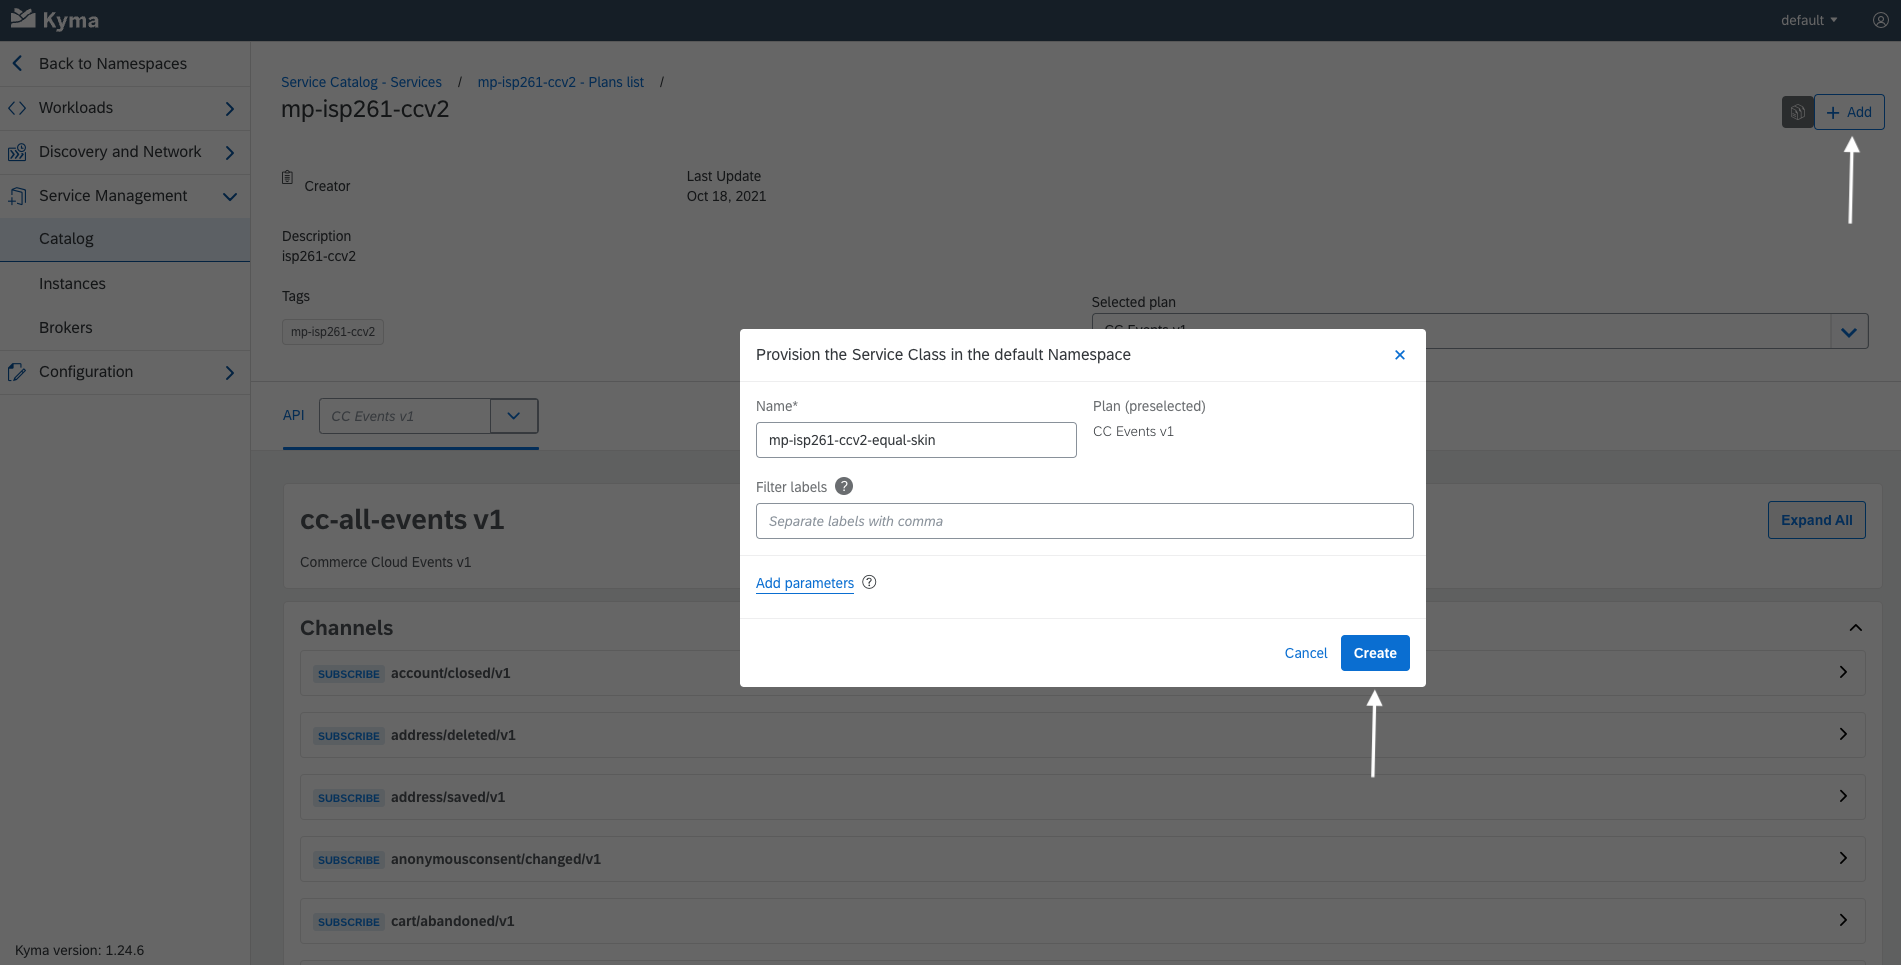 Kyma
default
Back to Namespaces
Workloads
Discovery and Network
Service Management
Catalog
Instances
Brokers
Configuration
Kyma version: 1.24.6
Service Catalog - Services / mp-isp261-ccv2 - Plans list /
mp-isp261-ccv2
+ Add
Creator
Last Update
Oct 18, 2021
Description
isp261-ccv2
Tags
mp-isp261-ccv2
Selected plan
CC Events v1
API CC Events v1
cc-all-events v1
Commerce Cloud Events v1
Expand All
Channels
SUBSCRIBE account/closed/v1
SUBSCRIBE address/deleted/v1
SUBSCRIBE address/saved/v1
SUBSCRIBE anonymousconsent/changed/v1
SUBSCRIBE cart/abandoned/v1
Provision the Service Class in the default Namespace
Name*
mp-isp261-ccv2-equal-skin
Plan (preselected)
CC Events v1
Filter labels ?
Separate labels with comma
Add parameters ?
Cancel Create